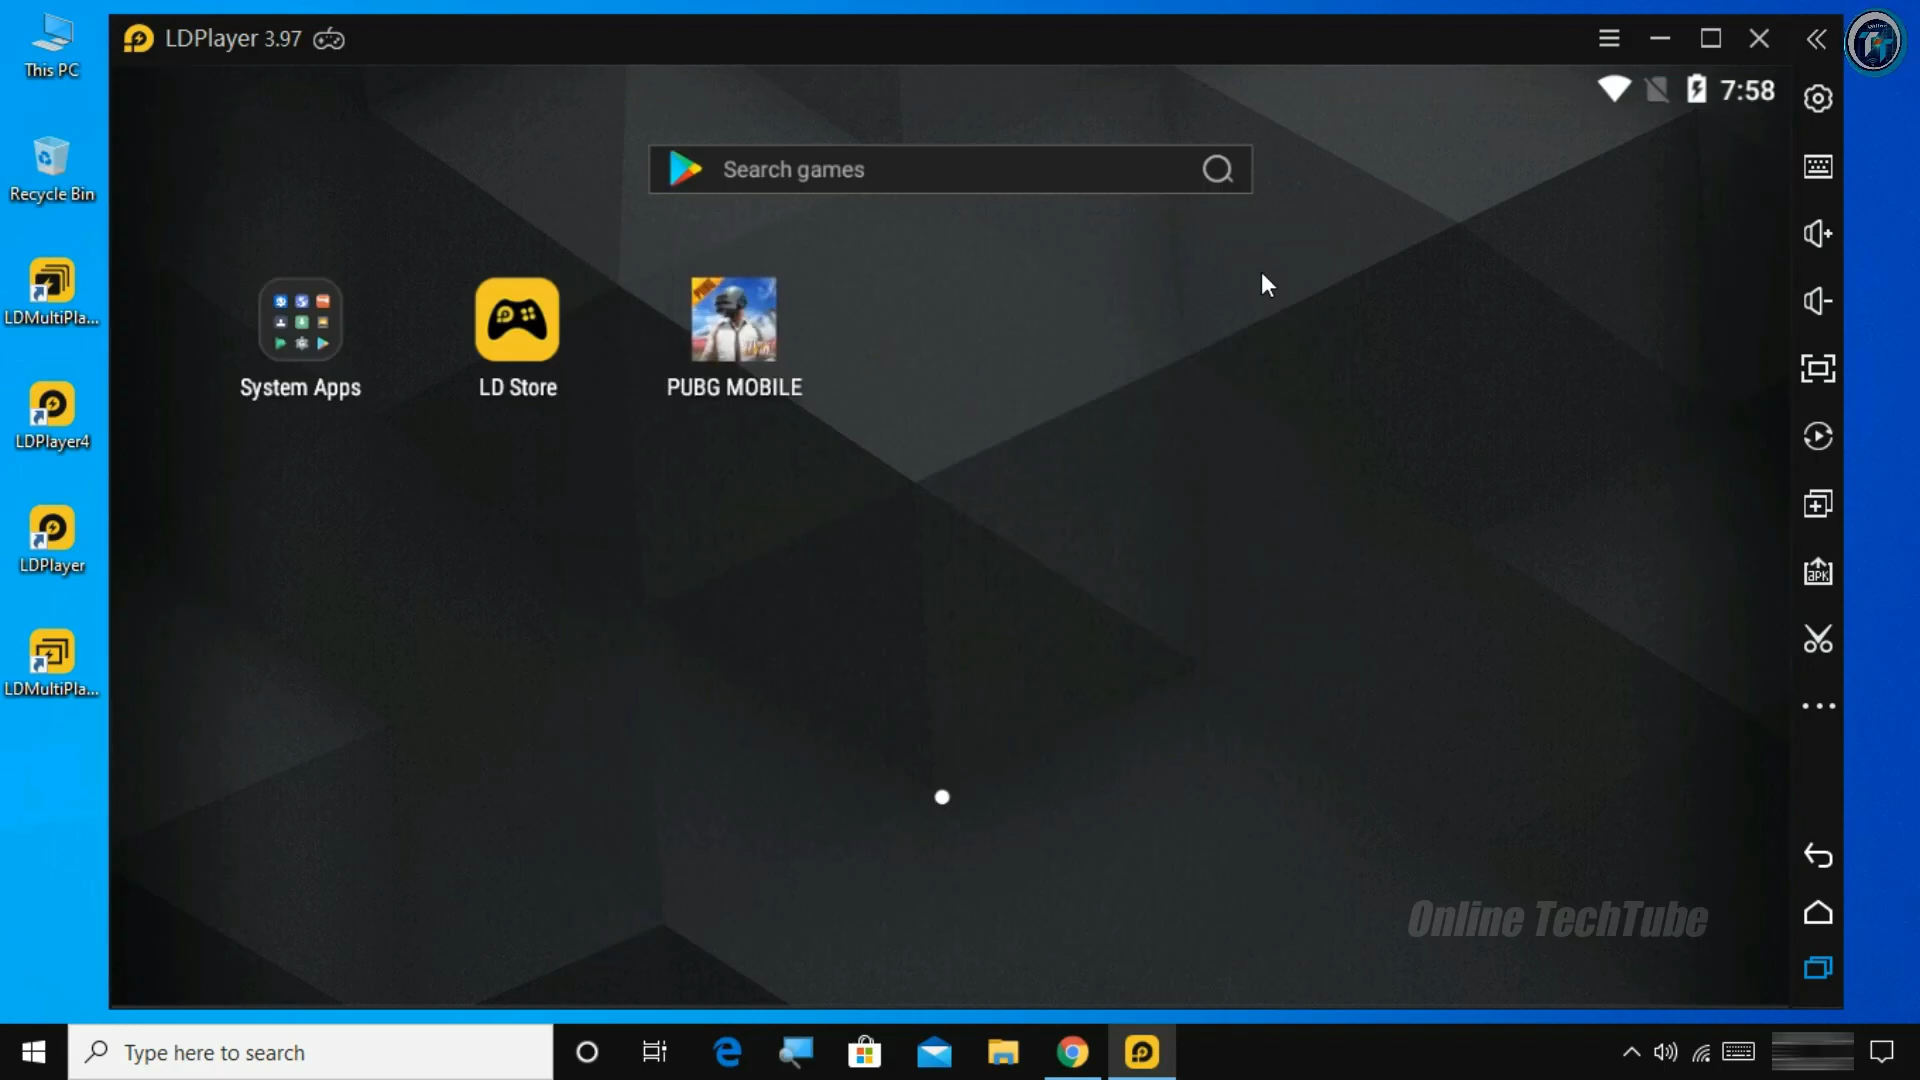 This PC
Recycle Bin
LDMultiPla...
LDPlayer4
LDPlayer
LDMultiPla...
LDPlayer 3.97
7:58
Search games
System Apps
LD Store
PUBG MOBILE
APK
Online TechTube
Type here to search